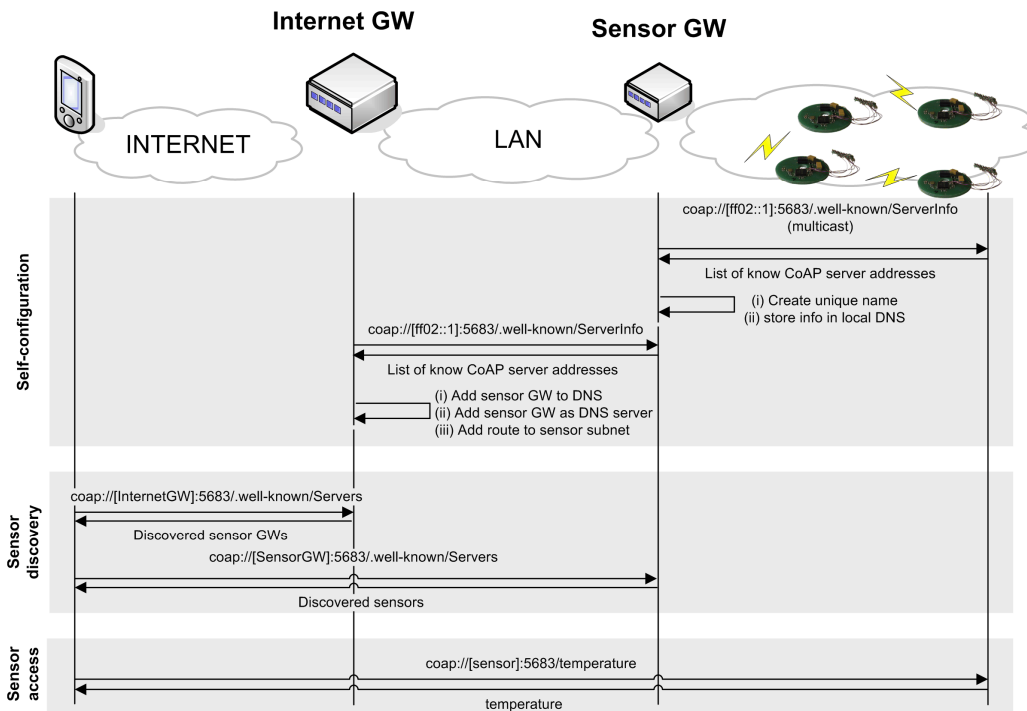 Internet GW
Sensor GW
INTERNET
LAN
Self-configuration
coap://[ff02::1]:5683/.well-known/ServerInfo
(multicast)
List of know CoAP server addresses
(i) Create unique name
(ii) store info in local DNS
coap://[ff02::1]:5683/.well-known/ServerInfo
List of know CoAP server addresses
(i) Add sensor GW to DNS
(ii) Add sensor GW as DNS server
(iii) Add route to sensor subnet
Sensor
discovery
coap://[InternetGW]:5683/.well-known/Servers
Discovered sensor GWs
coap://[SensorGW]:5683/.well-known/Servers
Discovered sensors
Sensor
access
coap://[sensor]:5683/temperature
temperature